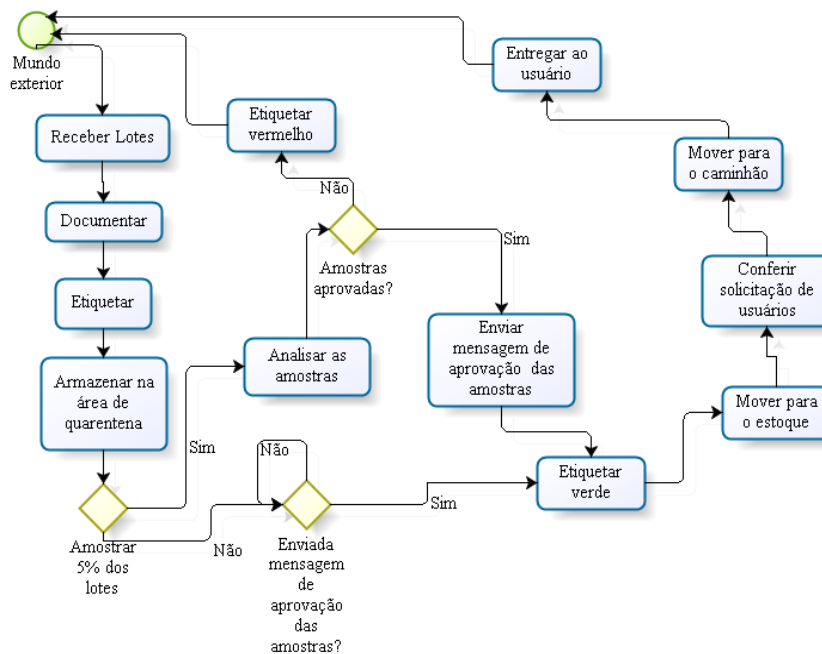 Mundo
exterior
Receber Lotes
Documentar
Etiquetar
Armazenar na
área de
quarentena
Amostrar
5% dos
lotes
Sim
Não
Etiquetar
vermelho
Não
Amostras
aprovadas?
Sim
Analisar as
amostras
Não
Enviada
mensagem
de
aprovação
das
amostras?
Sim
Enviar
mensagem de
aprovação das
amostras
Etiquetar
verde
Mover para
o estoque
Conferir
solicitação de
usuários
Mover para
o caminhão
Entregar ao
usuário